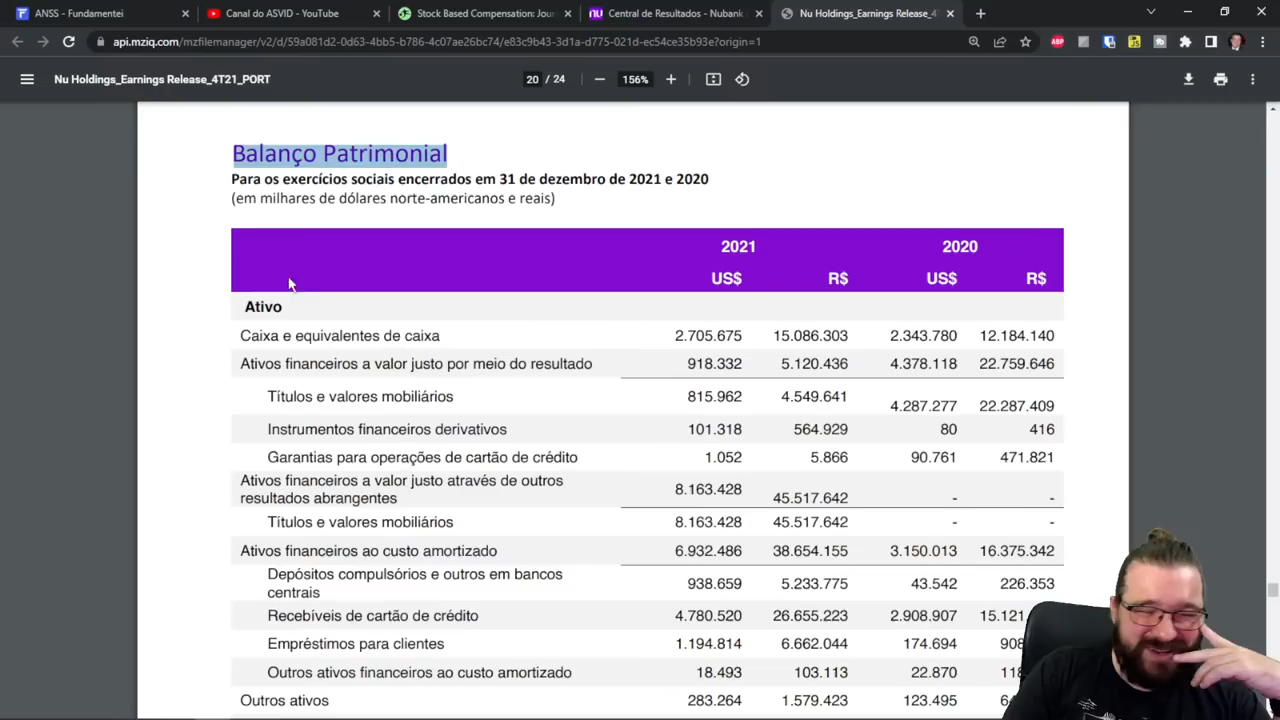 ANSS - Fundamentei
Canal do ASVID - YouTube
Stock Based Compensation: Jou
Central de Resultados - Nubank
Nu Holdings_Earnings Release_4
api.mziq.com/mzfilemanager/v2/d/59a081d2-0d63-4bb5-b786-4c07ae26bc74/e83c9b43-3d1a-d775-021d-ec54ce35b93e?origin=1
Nu Holdings_Earnings Release_4T21_PORT
20 / 24
156%
Balanço Patrimonial
Para os exercícios sociais encerrados em 31 de dezembro de 2021 e 2020
(em milhares de dólares norte-americanos e reais)
2021 2020
US$ R$ US$ R$
Ativo
Caixa e equivalentes de caixa 2.705.675 15.086.303 2.343.780 12.184.140
Ativos financeiros a valor justo por meio do resultado 918.332 5.120.436 4.378.118 22.759.646
Títulos e valores mobiliários 815.962 4.549.641 4.287.277 22.287.409
Instrumentos financeiros derivativos 101.318 564.929 80 416
Garantias para operações de cartão de crédito 1.052 5.866 90.761 471.821
Ativos financeiros a valor justo através de outros
resultados abrangentes 8.163.428 45.517.642 - -
Títulos e valores mobiliários 8.163.428 45.517.642 - -
Ativos financeiros ao custo amortizado 6.932.486 38.654.155 3.150.013 16.375.342
Depósitos compulsórios e outros em bancos
centrais 938.659 5.233.775 43.542 226.353
Recebíveis de cartão de crédito 4.780.520 26.655.223 2.908.907 15.121
Empréstimos para clientes 1.194.814 6.662.044 174.694 908
Outros ativos financeiros ao custo amortizado 18.493 103.113 22.870 118
Outros ativos 283.264 1.579.423 123.495